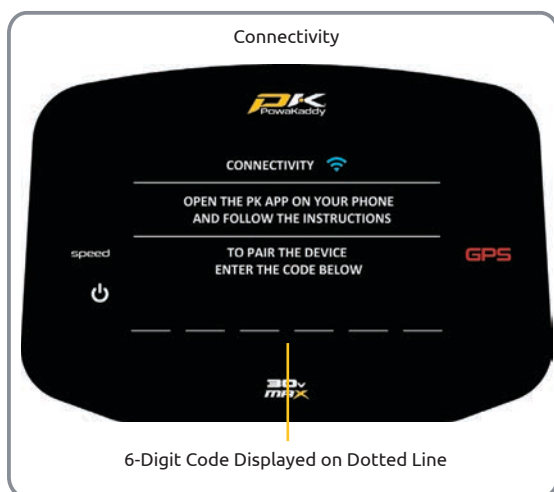 Connectivity
PK
PowaKaddy
CONNECTIVITY
OPEN THE PK APP ON YOUR PHONE
AND FOLLOW THE INSTRUCTIONS
speed
TO PAIR THE DEVICE
GPS
ENTER THE CODE BELOW
30v
MAX
6-Digit Code Displayed on Dotted Line